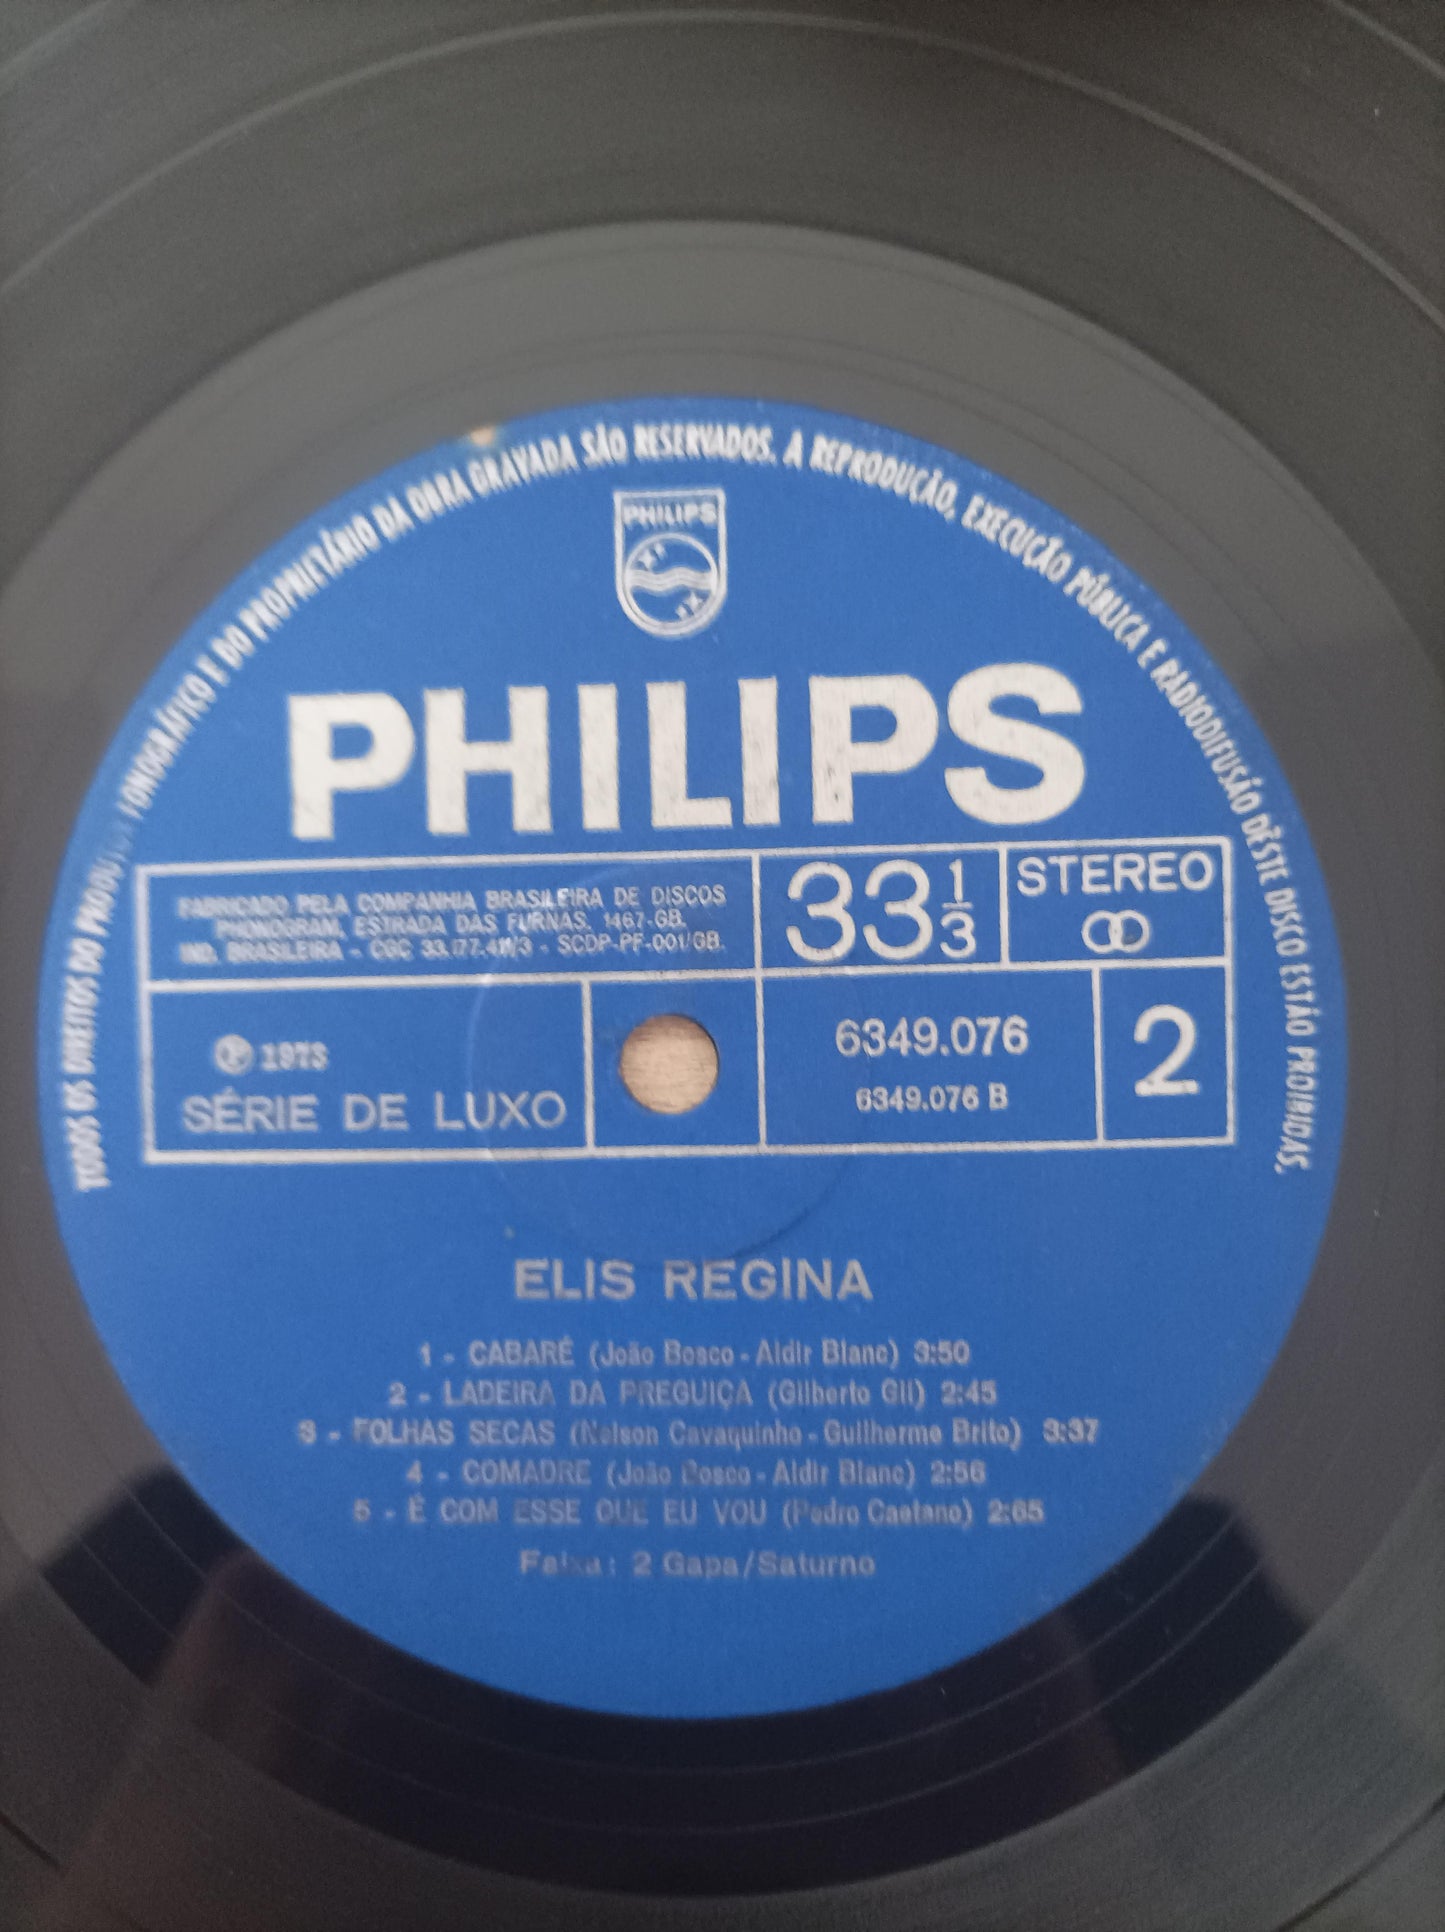 TODOS OS DIREITOS DO PRODUTOR FONOGRÁFICO E DO PROPRIETÁRIO DA OBRA GRAVADA SÃO RESERVADOS. A REPRODUÇÃO, EXECUÇÃO PÚBLICA E RADIODIFUSÃO DÊSTE DISCO ESTÃO PROIBIDAS.
PHILIPS
PHILIPS
FABRICADO PELA COMPANHIA BRASILEIRA DE DISCOS
PHONOGRAM, ESTRADA DAS FURNAS, 1467-GB.
IND. BRASILEIRA - CGC 33.177.411/3 - SCDP-PF-001/GB.
33 1/3
STEREO
℗ 1973
SÉRIE DE LUXO
6349.076
6349.076 B
2
ELIS REGINA
1 - CABARÉ (João Bosco - Aldir Blanc) 3:50
2 - LADEIRA DA PREGUIÇA (Gilberto Gil) 2:45
3 - FOLHAS SECAS (Nelson Cavaquinho - Guilherme Brito) 3:37
4 - COMADRE (João Bosco - Aldir Blanc) 2:56
5 - É COM ESSE QUE EU VOU (Pedro Caetano)
Faixa: 2 Gapa/Saturno